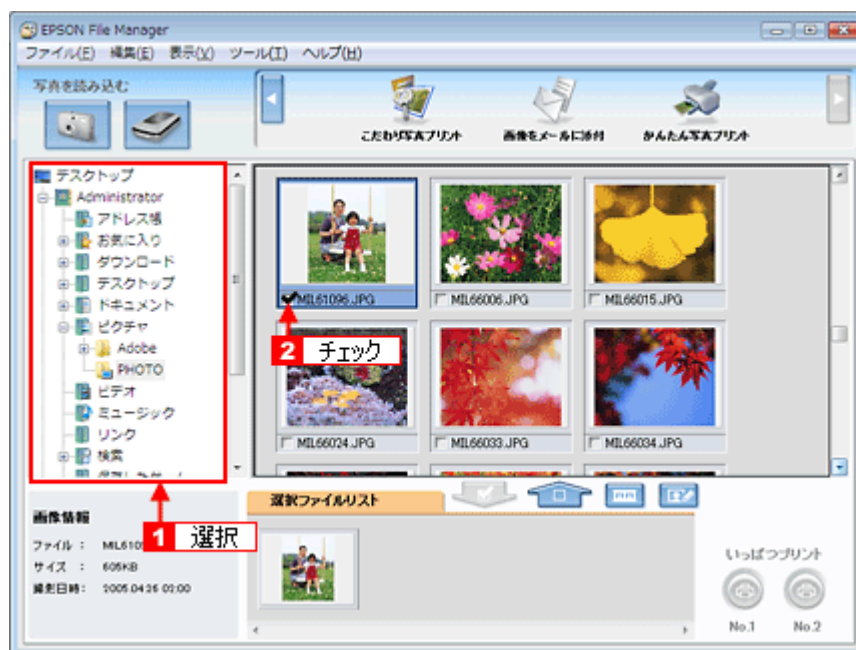 EPSON File Manager
ファイル(F) 編集(E) 表示(V) ツール(T) ヘルプ(H)
写真を読み込む
こだわり写真プリント 画像をメールに添付 かんたん写真プリント
デスクトップ
Administrator
アドレス帳
お気に入り
ダウンロード
デスクトップ
ドキュメント
ピクチャ
Adobe
PHOTO
ビデオ
ミュージック
リンク
検索
MIL61096.JPG MIL66006.JPG MIL66015.JPG
2 チェック
MIL66024.JPG MIL66033.JPG MIL66034.JPG
1 選択
選択ファイルリスト
画像情報
ファイル :
サイズ : 605KB
撮影日時: 2005.04.26 02:00
いっぱつプリント
No.1 No.2